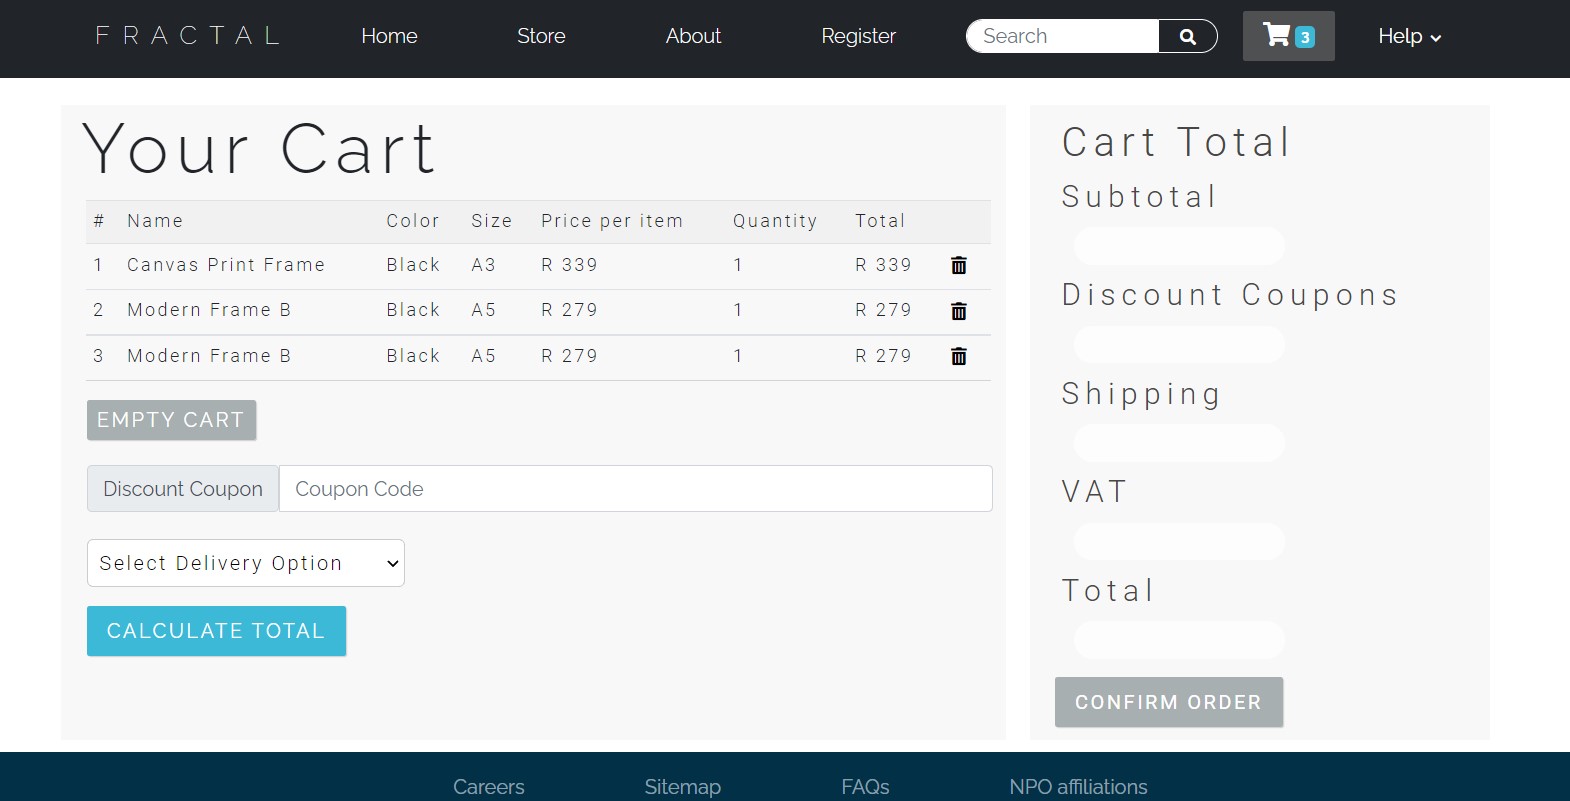 FRACTAL Home Store About Register Search 3 Help
Your Cart
# Name Color Size Price per item Quantity Total
1 Canvas Print Frame Black A3 R 339 1 R 339
2 Modern Frame B Black A5 R 279 1 R 279
3 Modern Frame B Black A5 R 279 1 R 279
EMPTY CART
Discount Coupon Coupon Code
Select Delivery Option
CALCULATE TOTAL
Cart Total
Subtotal
Discount Coupons
Shipping
VAT
Total
CONFIRM ORDER
Careers Sitemap FAQs NPO affiliations